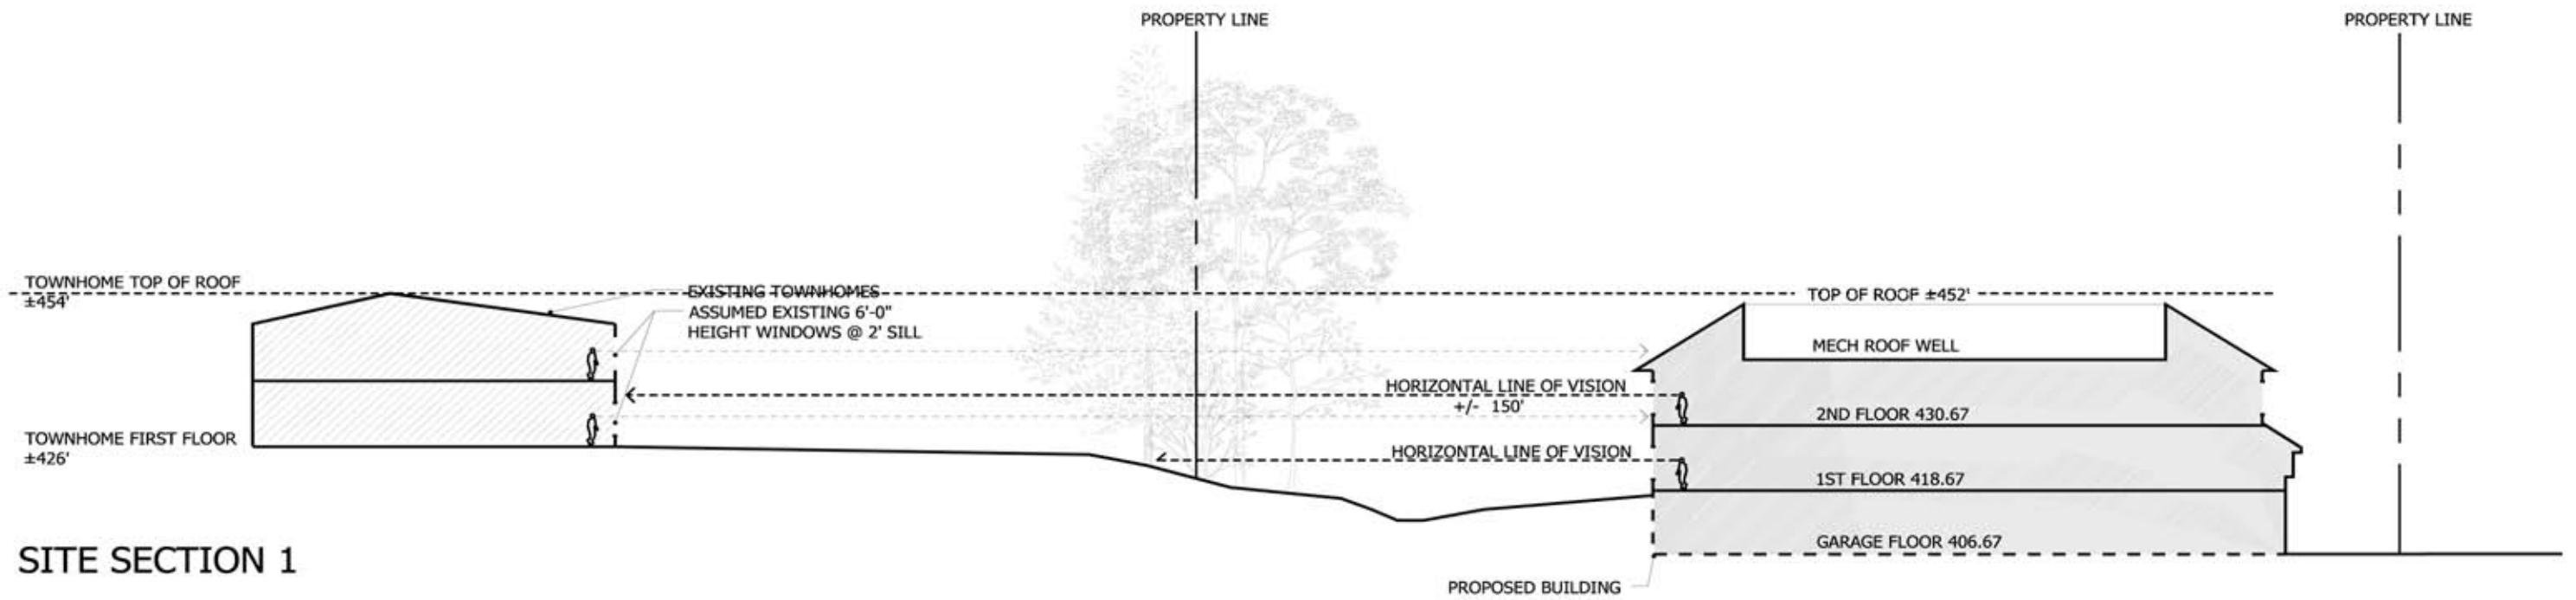 PROPERTY LINE
PROPERTY LINE
TOWNHOME TOP OF ROOF
±454'
EXISTING TOWNHOMES
ASSUMED EXISTING 6'-0"
HEIGHT WINDOWS @ 2' SILL
TOP OF ROOF ±452'
MECH ROOF WELL
HORIZONTAL LINE OF VISION
+/- 150'
2ND FLOOR 430.67
TOWNHOME FIRST FLOOR
±426'
HORIZONTAL LINE OF VISION
1ST FLOOR 418.67
GARAGE FLOOR 406.67
SITE SECTION 1
PROPOSED BUILDING